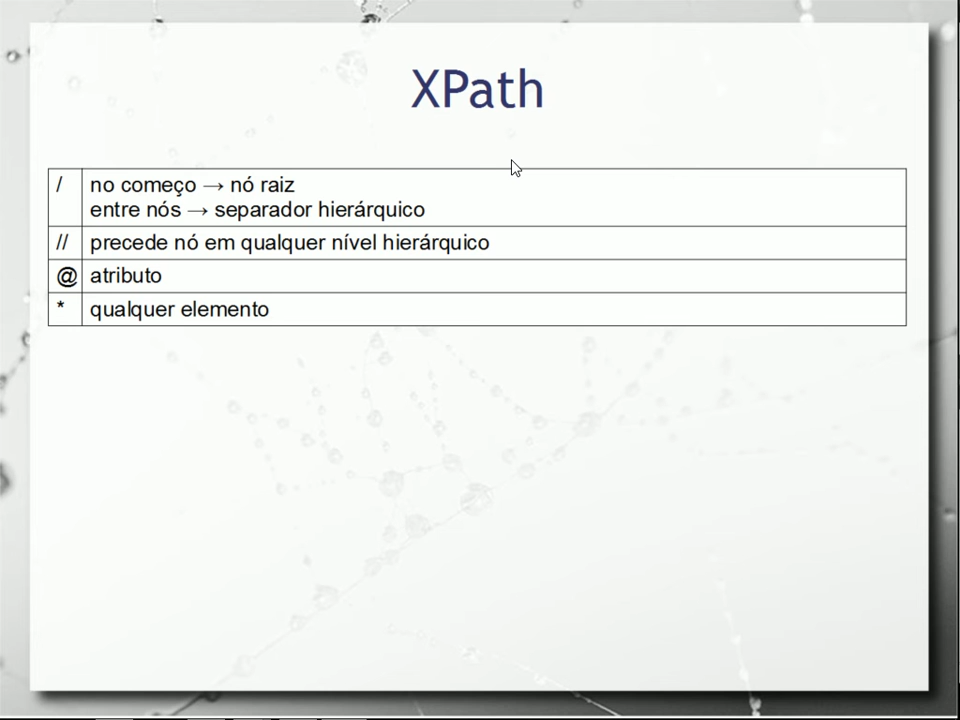 XPath
/ no começo → nó raiz
entre nós → separador hierárquico
// precede nó em qualquer nível hierárquico
@ atributo
* qualquer elemento